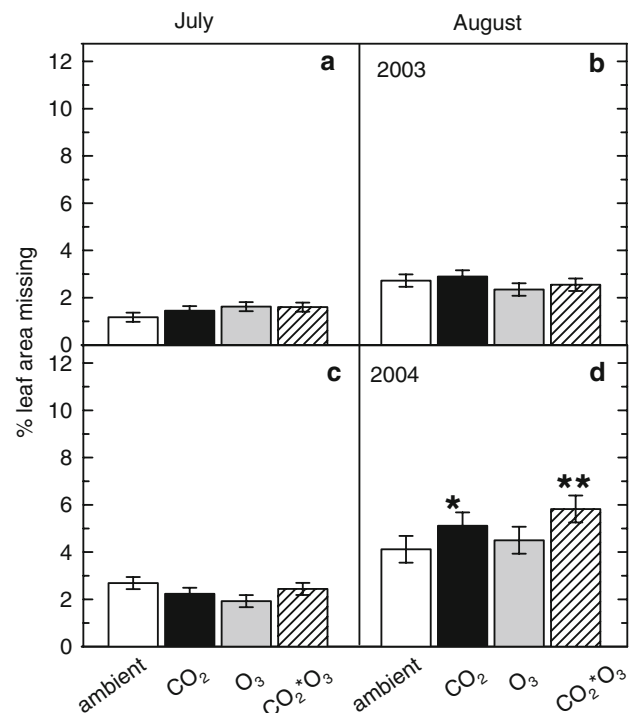 July August
% leaf area missing
12
10
8
6
4
2
0
a
2003 b
12
10
8
6
4
2
0
c
2004 d
* **
ambient CO₂ O₃ CO₂*O₃ ambient CO₂ O₃ CO₂*O₃